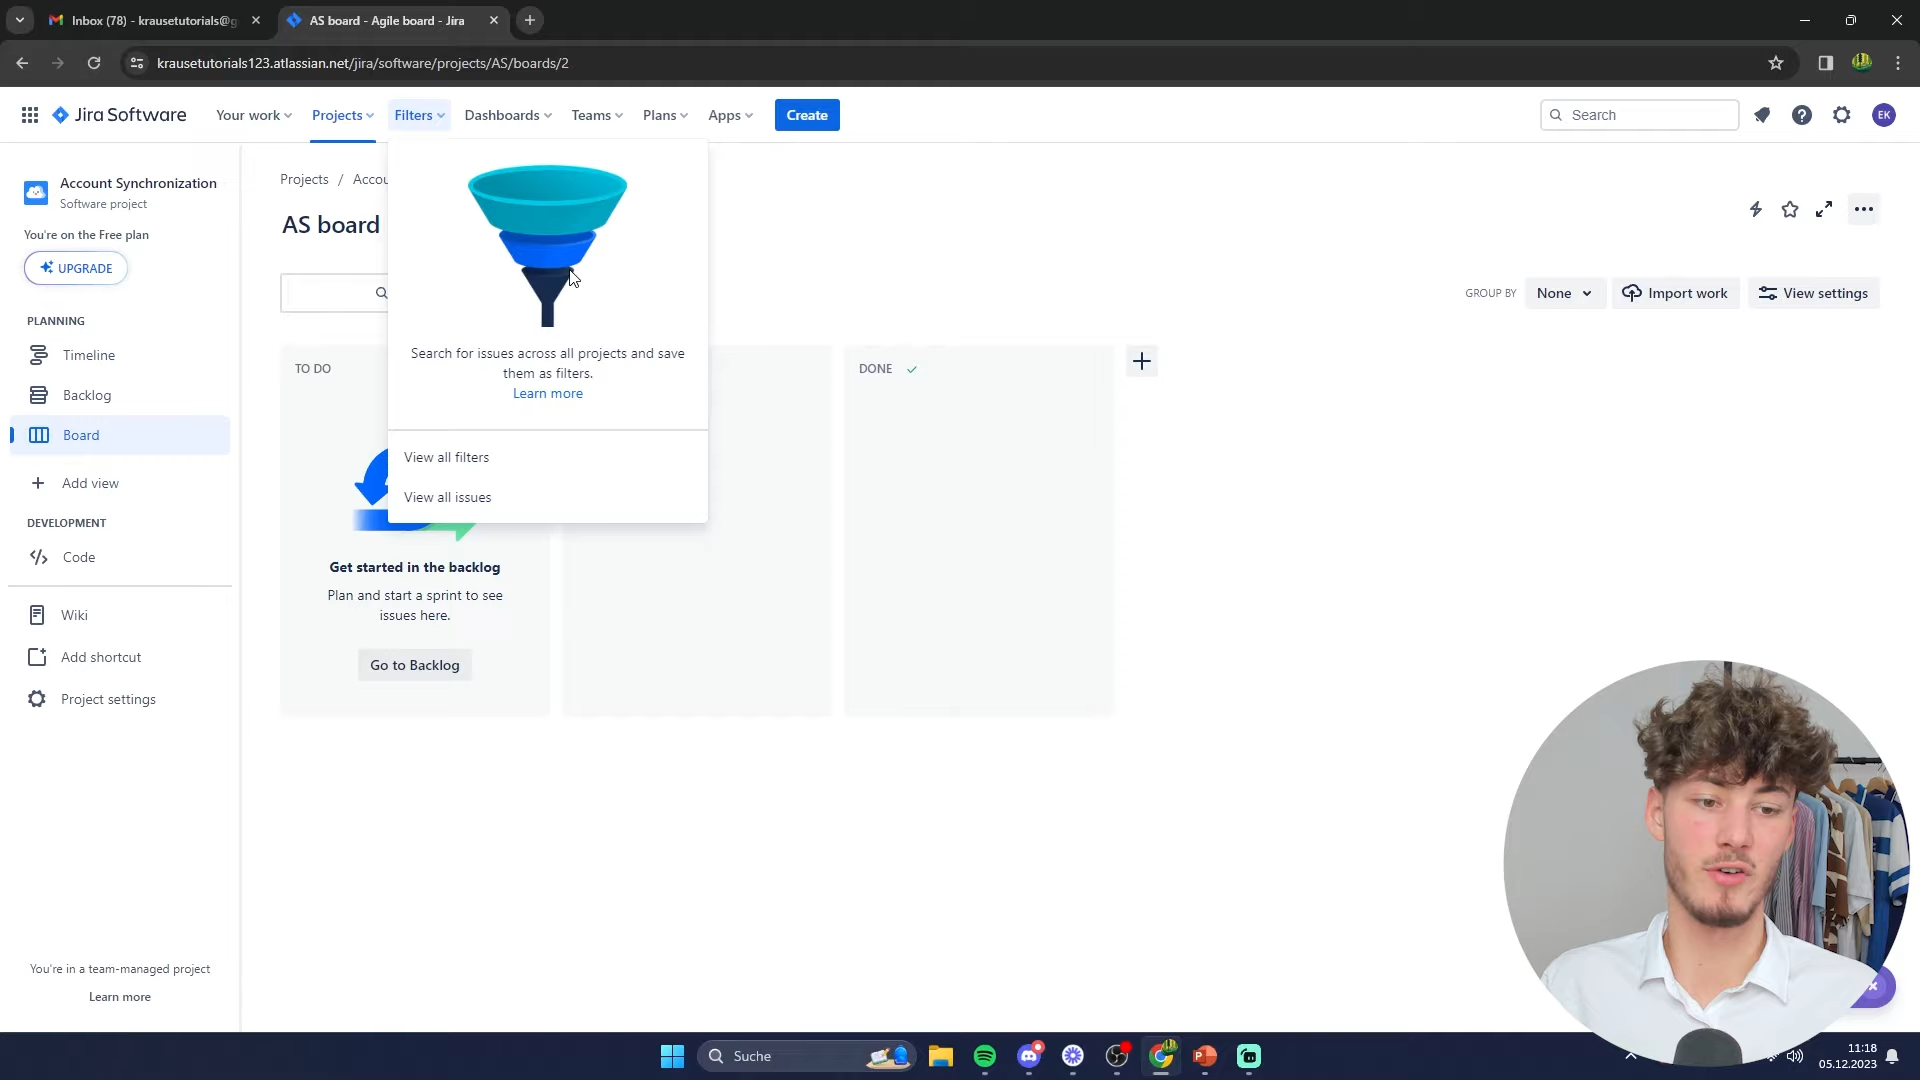 Inbox (78) - krausetutorials@g
AS board - Agile board - Jira
krausetutorials123.atlassian.net/jira/software/projects/AS/boards/2
Jira Software
Your work
Projects
Filters
Dashboards
Teams
Plans
Apps
Create
Search
EK
Account Synchronization
Software project
You're on the Free plan
UPGRADE
PLANNING
Timeline
Backlog
Board
Add view
DEVELOPMENT
Code
Wiki
Add shortcut
Project settings
You're in a team-managed project
Learn more
Projects / Accou
AS board
Search for issues across all projects and save
them as filters.
Learn more
View all filters
View all issues
GROUP BY
None
Import work
View settings
TO DO
DONE
Get started in the backlog
Plan and start a sprint to see
issues here.
Go to Backlog
Suche
11:18
05.12.2023